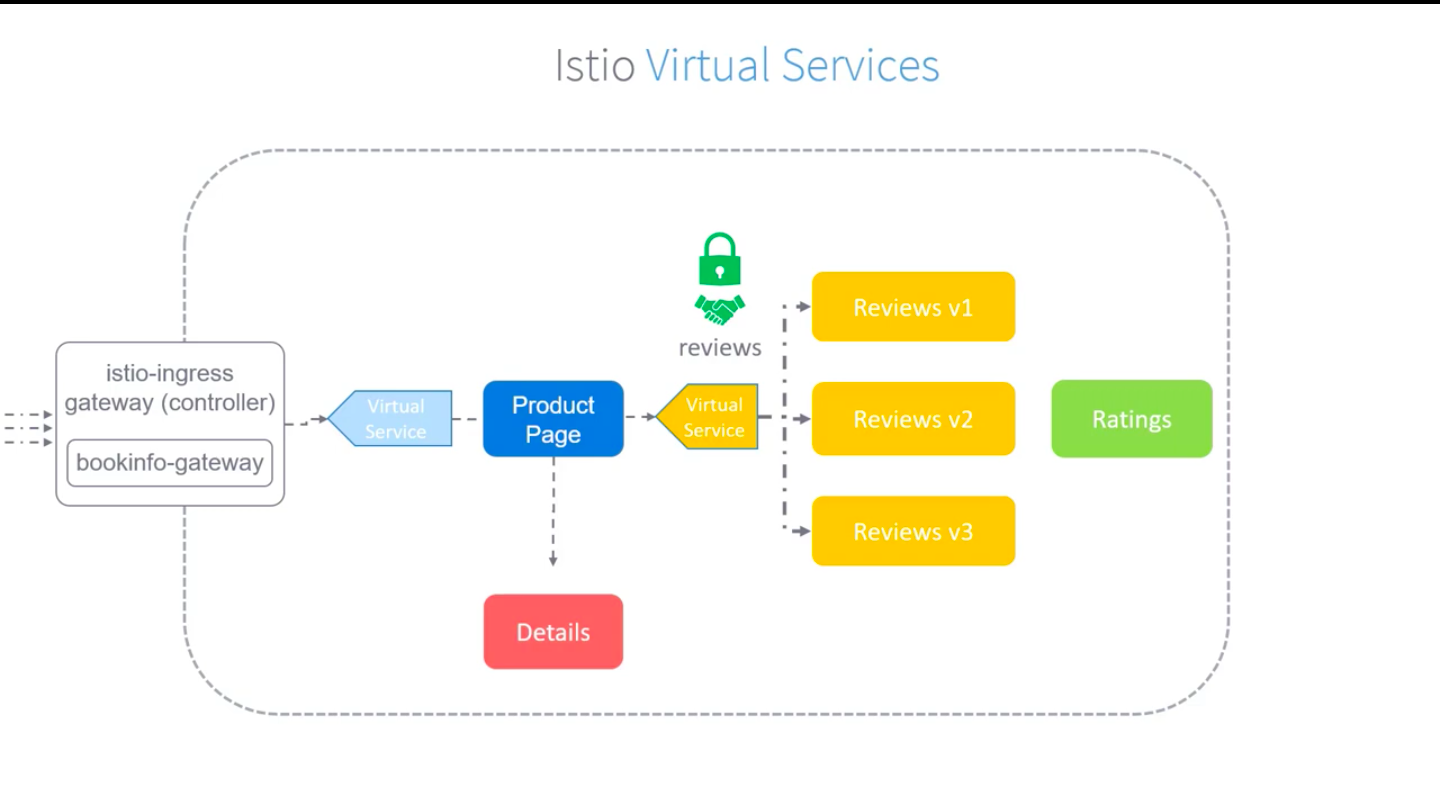 Istio Virtual Services
reviews
Reviews v1
istio-ingress
gateway (controller)
bookinfo-gateway
Virtual
Service
Product
Page
Virtual
Service
Reviews v2
Ratings
Reviews v3
Details